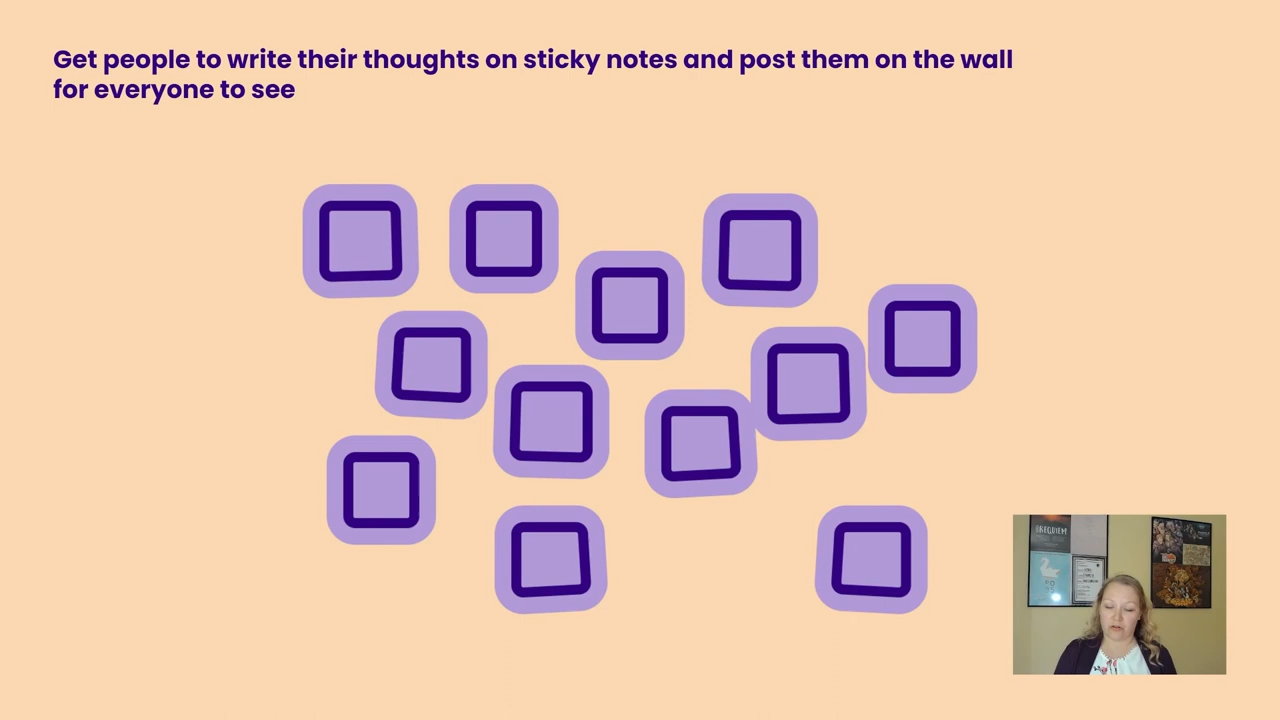 Get people to write their thoughts on sticky notes and post them on the wall
for everyone to see
REQUIEM